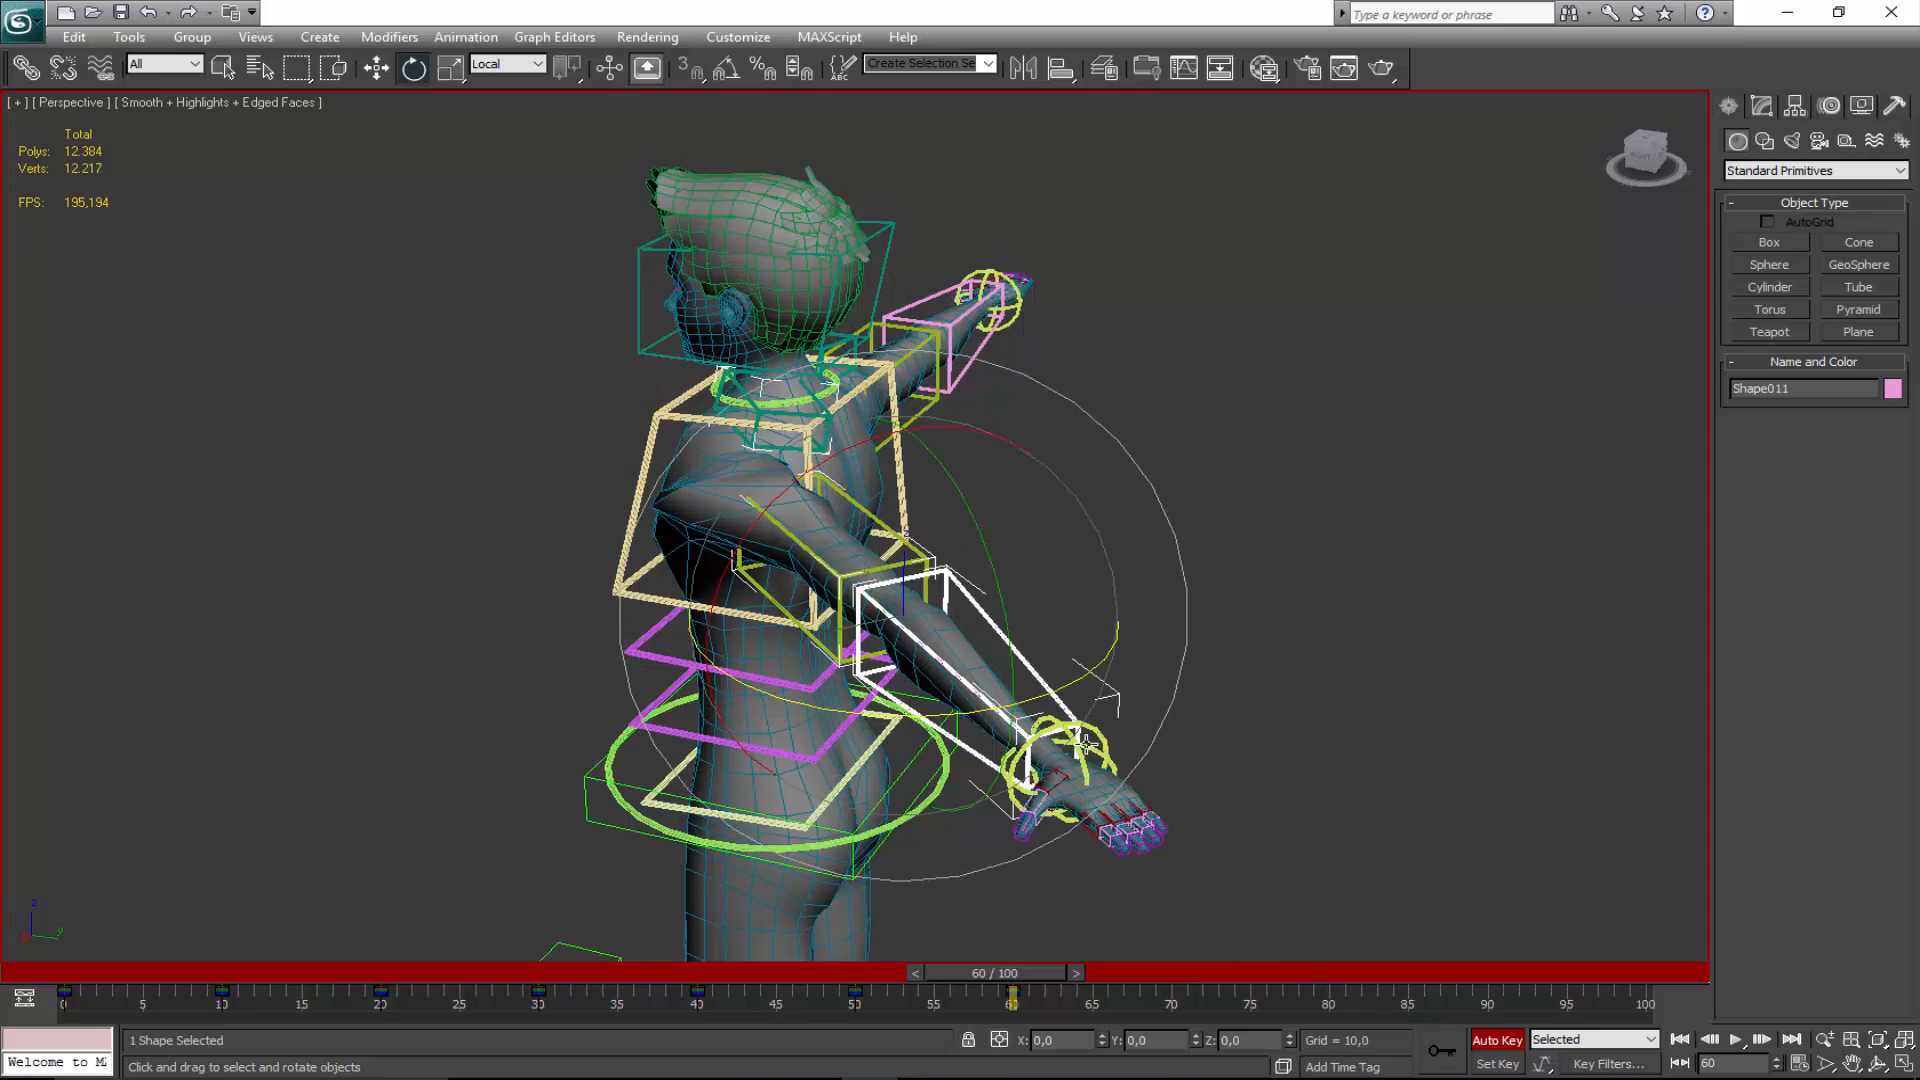 Type a keyword or phrase
Edit Tools Group Views Create Modifiers Animation Graph Editors Rendering Customize MAXScript Help
All Local Create Selection Se
[ + ] [ Perspective ] [ Smooth + Highlights + Edged Faces ]
Total
Polys: 12.384
Verts: 12.217
FPS: 195,194
Standard Primitives
- Object Type
AutoGrid
Box Cone
Sphere GeoSphere
Cylinder Tube
Torus Pyramid
Teapot Plane
- Name and Color
Shape011
z
y
< 60 / 100 >
0 5 10 15 20 25 30 35 40 45 50 55 60 65 70 75 80 85 90 95 100
1 Shape Selected X: 0,0 Y: 0,0 Z: 0,0 Grid = 10,0 Auto Key Selected
Welcome to MA Click and drag to select and rotate objects Add Time Tag Set Key Key Filters... 60